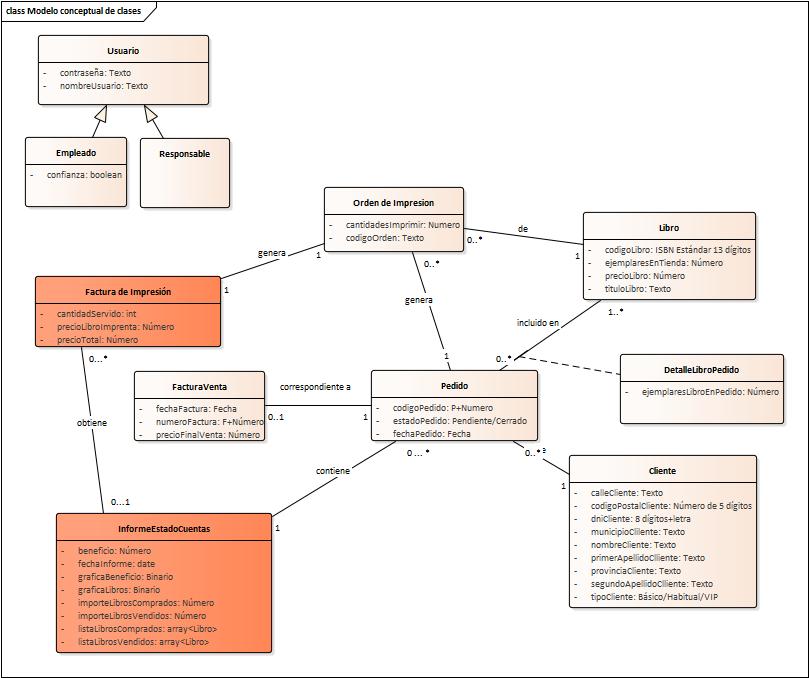 class Modelo conceptual de clases
Usuario
- contraseña: Texto
- nombreUsuario: Texto
Empleado
- confianza: boolean
Responsable
Orden de Impresion
- cantidadesImprimir: Numero
- codigoOrden: Texto
de
0..*
1
Libro
- codigoLibro: ISBN Estándar 13 dígitos
- ejemplaresEnTienda: Número
- precioLibro: Número
- tituloLibro: Texto
genera
1
1
0..*
genera
1
Factura de Impresión
- cantidadServido: int
- precioLibroImprenta: Número
- precioTotal: Número
1..*
incluido en
0..*
0...*
DetalleLibroPedido
- ejemplaresLibroEnPedido: Número
FacturaVenta
- fechaFactura: Fecha
- numeroFactura: F+Número
- precioFinalVenta: Número
correspondiente a
0..1
1
Pedido
- codigoPedido: P+Numero
- estadoPedido: Pendiente/Cerrado
- fechaPedido: Fecha
obtiene
0...1
0 ... *
contiene
1
0..*
1
Cliente
- calleCliente: Texto
- codigoPostalCliente: Número de 5 dígitos
- dniCliente: 8 dígitos+letra
- municipioCliiente: Texto
- nombreCliente: Texto
- primerApellidoCliente: Texto
- provinciaCliente: Texto
- segundoApellidoClliente: Texto
- tipoCliente: Básico/Habitual/VIP
InformeEstadoCuentas
- beneficio: Número
- fechaInforme: date
- graficaBeneficio: Binario
- graficaLibros: Binario
- importeLibrosComprados: Número
- importeLibrosVendidos: Número
- listaLibrosComprados: array<Libro>
- listaLibrosVendidos: array<Libro>